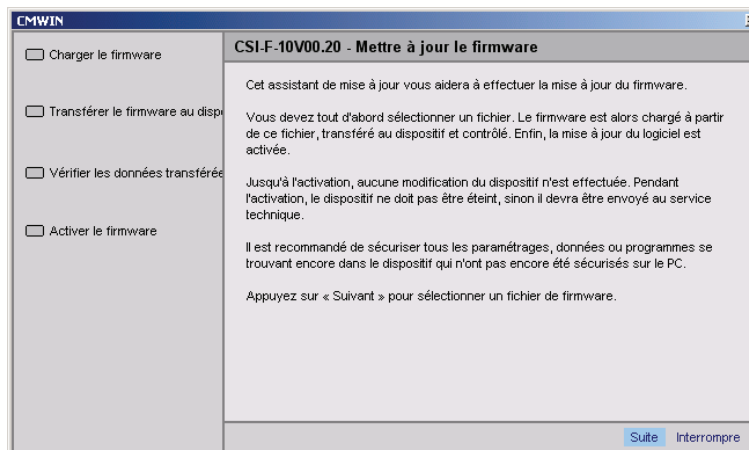 CMWIN
Charger le firmware
Transférer le firmware au disp
Vérifier les données transférée
Activer le firmware
CSI-F-10V00.20 - Mettre à jour le firmware
Cet assistant de mise à jour vous aidera à effectuer la mise à jour du firmware.
Vous devez tout d'abord sélectionner un fichier. Le firmware est alors chargé à partir
de ce fichier, transféré au dispositif et contrôlé. Enfin, la mise à jour du logiciel est
activée.
Jusqu'à l'activation, aucune modification du dispositif n'est effectuée. Pendant
l'activation, le dispositif ne doit pas être éteint, sinon il devra être envoyé au service
technique.
Il est recommandé de sécuriser tous les paramétrages, données ou programmes se
trouvant encore dans le dispositif qui n'ont pas encore été sécurisés sur le PC.
Appuyez sur « Suivant » pour sélectionner un fichier de firmware.
Suite Interrompre